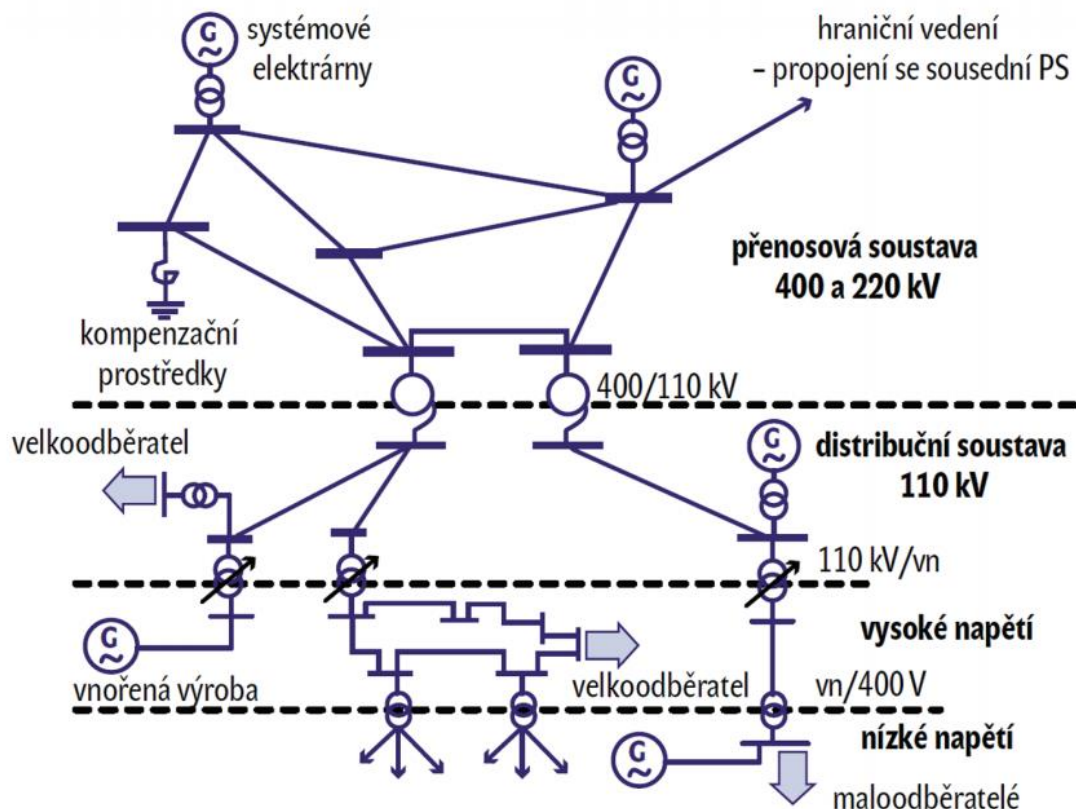 G
systémové
elektrárny
hraniční vedení
– propojení se sousední PS
G
přenosová soustava
400 a 220 kV
kompenzační
prostředky
400/110 kV
velkoodběratel
G
distribuční soustava
110 kV
110 kV/vn
G
vnořená výroba
vysoké napětí
velkoodběratel
vn/400 V
nízké napětí
G
maloodběratelé